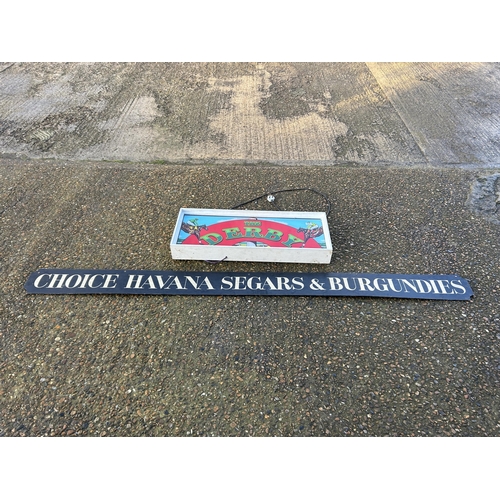 DERBY
CHOICE HAVANA SEGARS & BURGUNDIES